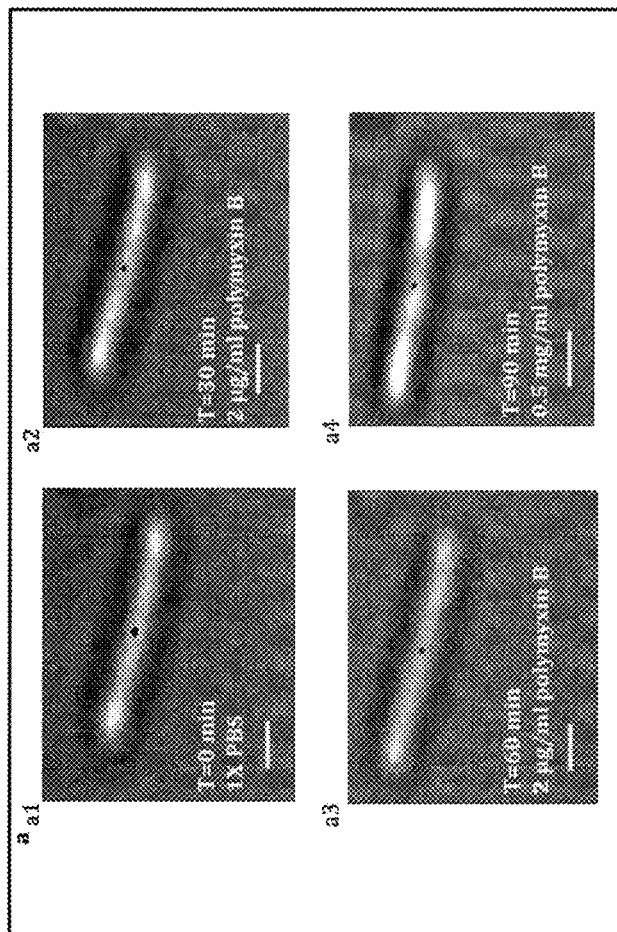 a
a1
T=0 min
1X PBS
a2
T=30 min
2 µg/ml polymyxin B
a3
T=60 min
2 µg/ml polymyxin B
a4
T=90 min
0.5 mg/ml polymyxin B